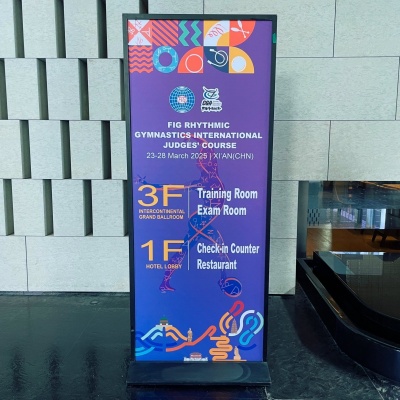 FIG RHYTHMIC
GYMNASTICS INTERNATIONAL
JUDGES' COURSE
23-28 March 2025 | XI'AN(CHN)
3F
INTERCONTINENTAL
GRAND BALLROOM
Training Room
Exam Room
1F
HOTEL LOBBY
Check-in Counter
Restaurant